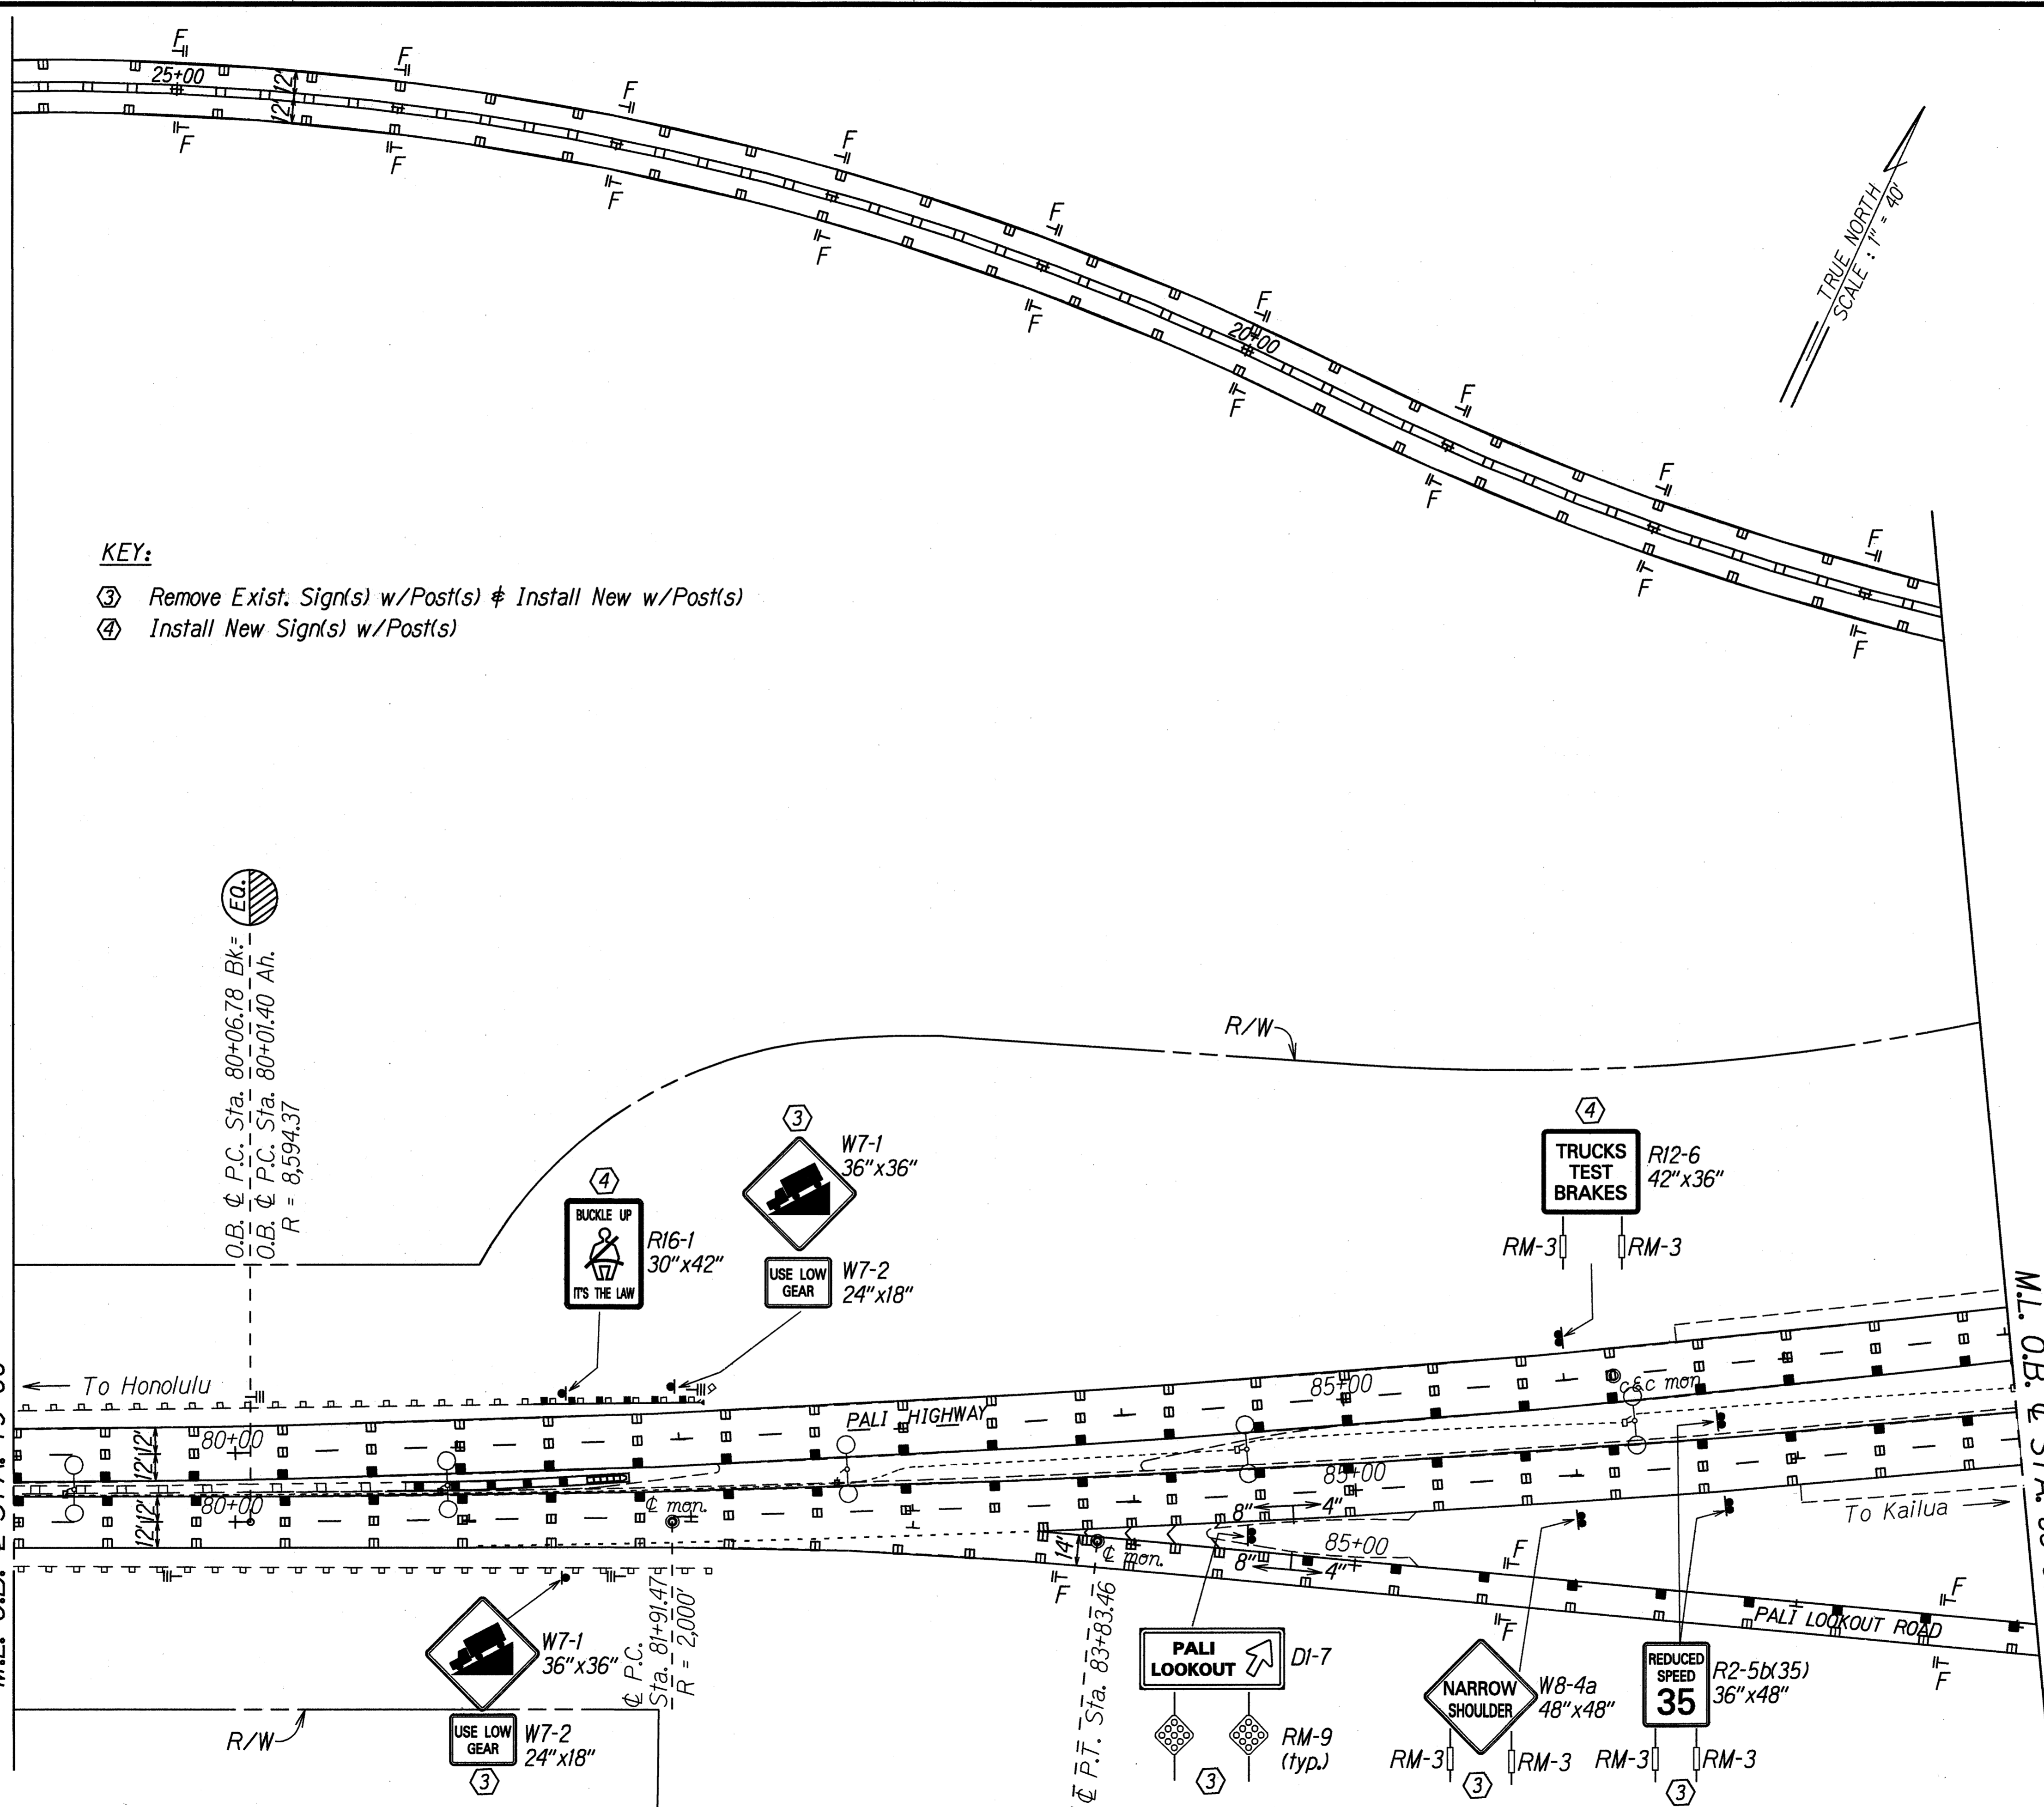 F
F
F
F
F
F
F
F
F
25+00
12'
12'
F
F
F
F
F
F
F
F
F
20+00
TRUE NORTH
SCALE : 1" = 40'
KEY:
3 Remove Exist. Sign(s) w/Post(s) & Install New w/Post(s)
4 Install New Sign(s) w/Post(s)
EQ.
O.B. ℄ P.C. Sta. 80+06.78 Bk.=
O.B. ℄ P.C. Sta. 80+01.40 Ah.
R = 8,594.37
R/W
3
W7-1
36"x36"
USE LOW
GEAR
W7-2
24"x18"
4
BUCKLE UP
IT'S THE LAW
R16-1
30"x42"
4
TRUCKS
TEST
BRAKES
R12-6
42"x36"
RM-3
RM-3
To Honolulu
80+00
12'
12'
PALI HIGHWAY
85+00
c&c mon.
80+00
12'
12'
℄ mon.
85+00
8"
4"
To Kailua
14'
℄ mon.
85+00
8"
4"
F
F
F
F
F
PALI LOOKOUT ROAD
W7-1
36"x36"
USE LOW
GEAR
W7-2
24"x18"
3
R/W
℄ P.C.
Sta. 81+91.47
R = 2,000'
℄ P.T. Sta. 83+83.46
PALI
LOOKOUT
D1-7
RM-9
(typ.)
3
NARROW
SHOULDER
W8-4a
48"x48"
RM-3
RM-3
3
REDUCED
SPEED
35
R2-5b(35)
36"x48"
RM-3
RM-3
3
M.L. O.B. ℄ STA.